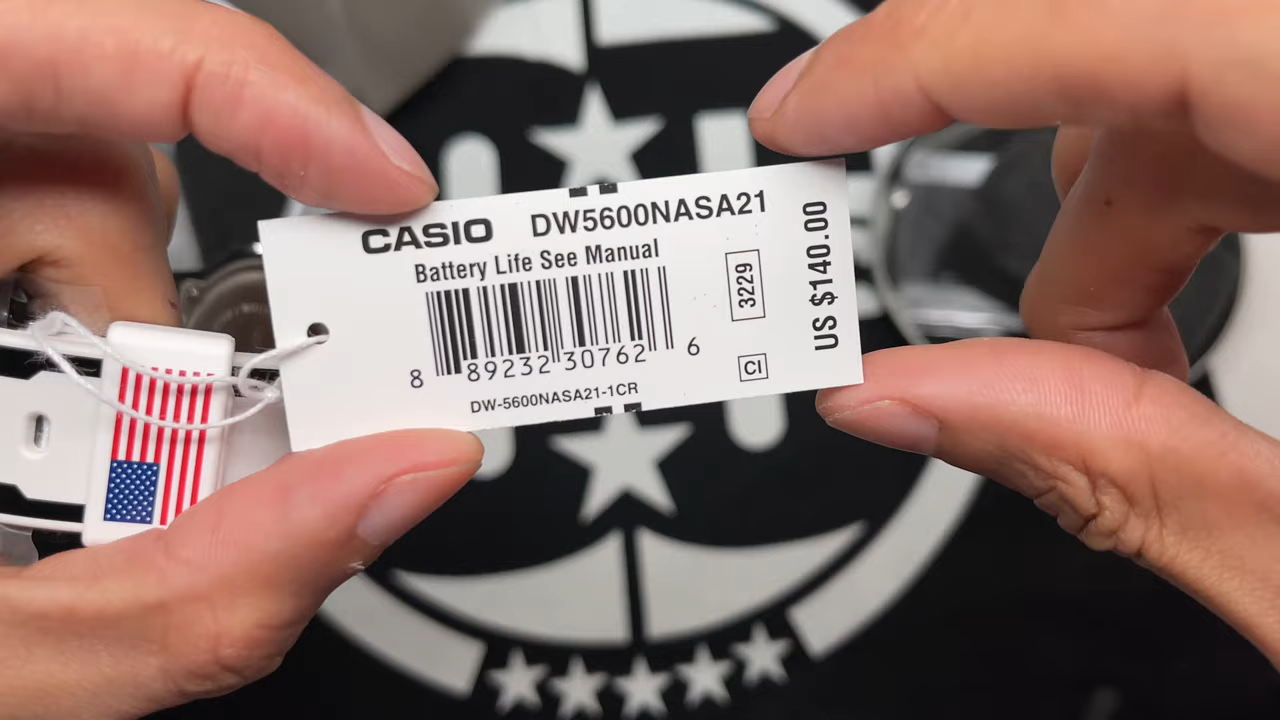 CASIO DW5600NASA21
Battery Life See Manual
8 89232 30762 6
DW-5600NASA21-1CR
3229
CI
US $140.00